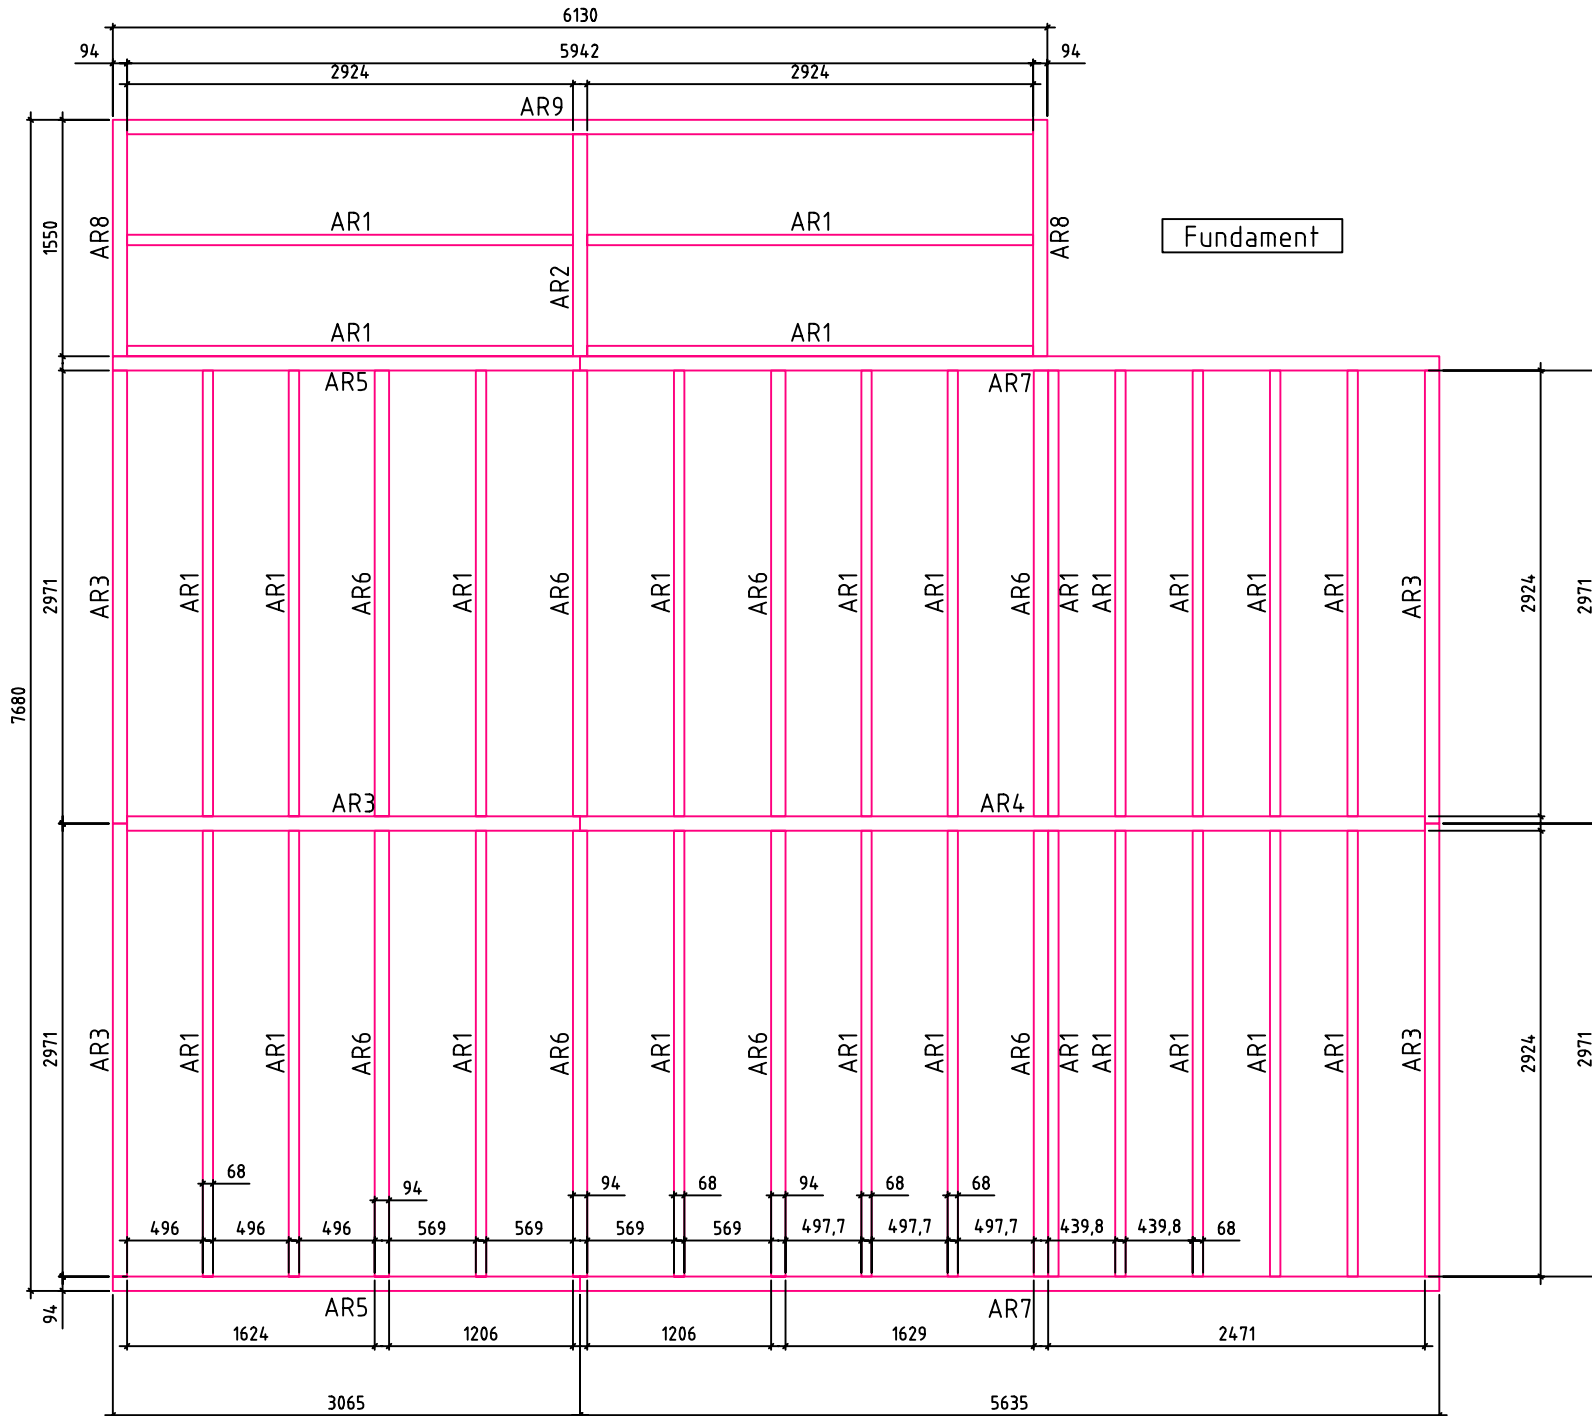 6130
94 5942 94
2924 2924
AR9
AR8 1550 AR1 AR1 AR8
Fundament
AR2
AR1 AR1
AR5 AR7
7680
2971 AR3 AR1 AR1 AR6 AR1 AR6 AR1 AR6 AR1 AR1 AR6 AR1 AR1 AR1 AR1 AR1 AR3 2924 2971
AR3 AR4
2971 AR3 AR1 AR1 AR6 AR1 AR6 AR1 AR6 AR1 AR1 AR6 AR1 AR1 AR1 AR1 AR1 AR3 2924 2971
68 94 94 68 94 68 68
496 496 496 569 569 569 569 497,7 497,7 497,7 439,8 439,8 68
94 AR5 AR7
1624 1206 1206 1629 2471
3065 5635